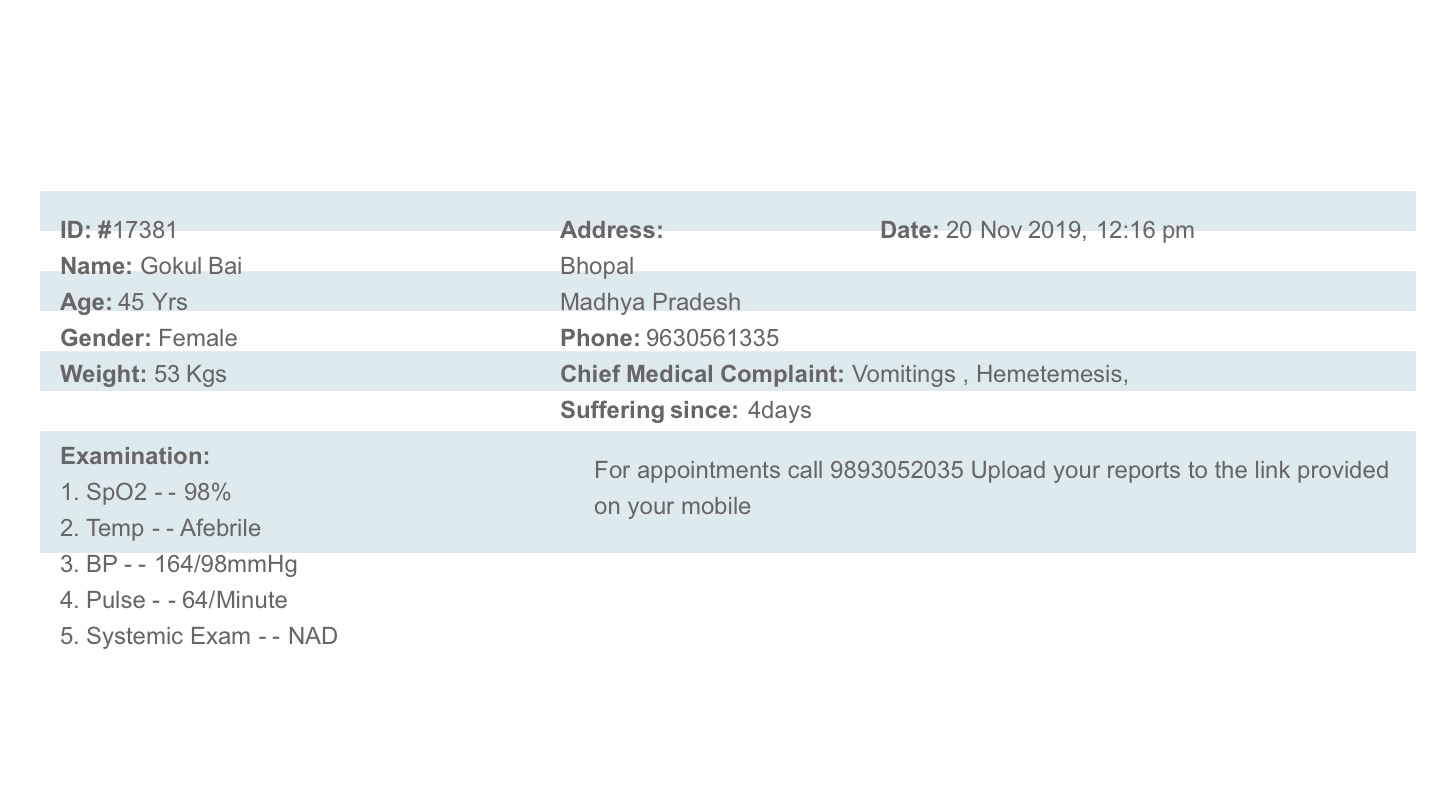 ID: #17381
Name: Gokul Bai
Age: 45 Yrs
Gender: Female
Weight: 53 Kgs
Address:
Bhopal
Madhya Pradesh
Phone: 9630561335
Chief Medical Complaint: Vomitings , Hemetemesis,
Suffering since: 4days
Date: 20 Nov 2019, 12:16 pm
Examination:
1. SpO2 - - 98%
2. Temp - - Afebrile
3. BP - - 164/98mmHg
4. Pulse - - 64/Minute
5. Systemic Exam - - NAD
For appointments call 9893052035 Upload your reports to the link provided
on your mobile